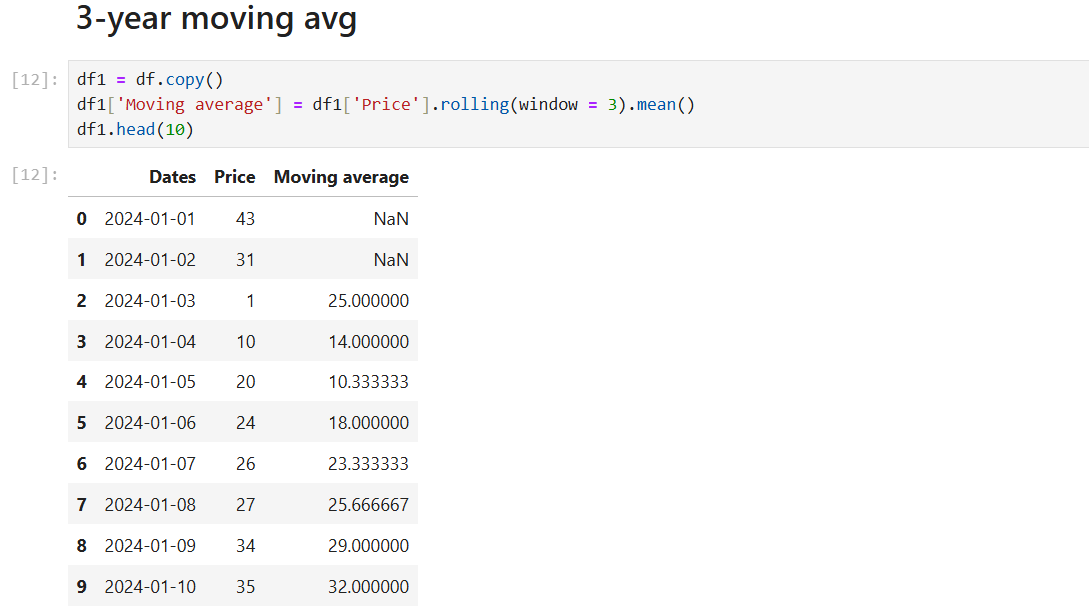 3-year moving avg
[12]: df1 = df.copy()
df1['Moving average'] = df1['Price'].rolling(window = 3).mean()
df1.head(10)
[12]: Dates Price Moving average
0 2024-01-01 43 NaN
1 2024-01-02 31 NaN
2 2024-01-03 1 25.000000
3 2024-01-04 10 14.000000
4 2024-01-05 20 10.333333
5 2024-01-06 24 18.000000
6 2024-01-07 26 23.333333
7 2024-01-08 27 25.666667
8 2024-01-09 34 29.000000
9 2024-01-10 35 32.000000